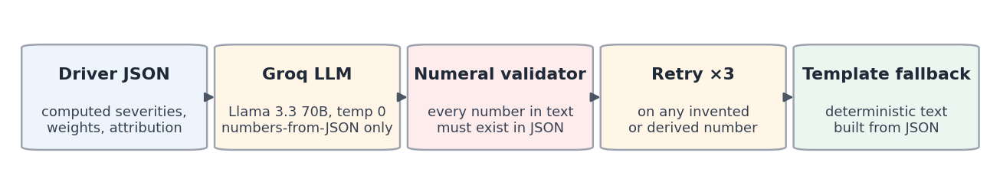 Driver JSON
computed severities,
weights, attribution
Groq LLM
Llama 3.3 70B, temp 0
numbers-from-JSON only
Numeral validator
every number in text
must exist in JSON
Retry ×3
on any invented
or derived number
Template fallback
deterministic text
built from JSON